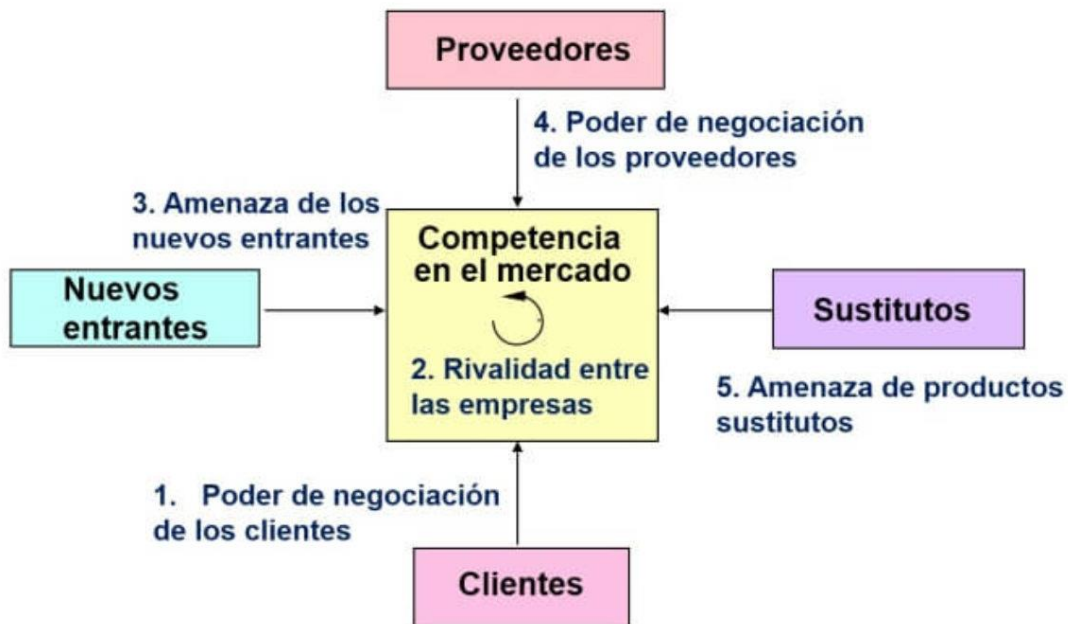 Proveedores
4. Poder de negociación
de los proveedores
3. Amenaza de los
nuevos entrantes
Nuevos
entrantes
Competencia
en el mercado
2. Rivalidad entre
las empresas
Sustitutos
5. Amenaza de productos
sustitutos
1. Poder de negociación
de los clientes
Clientes